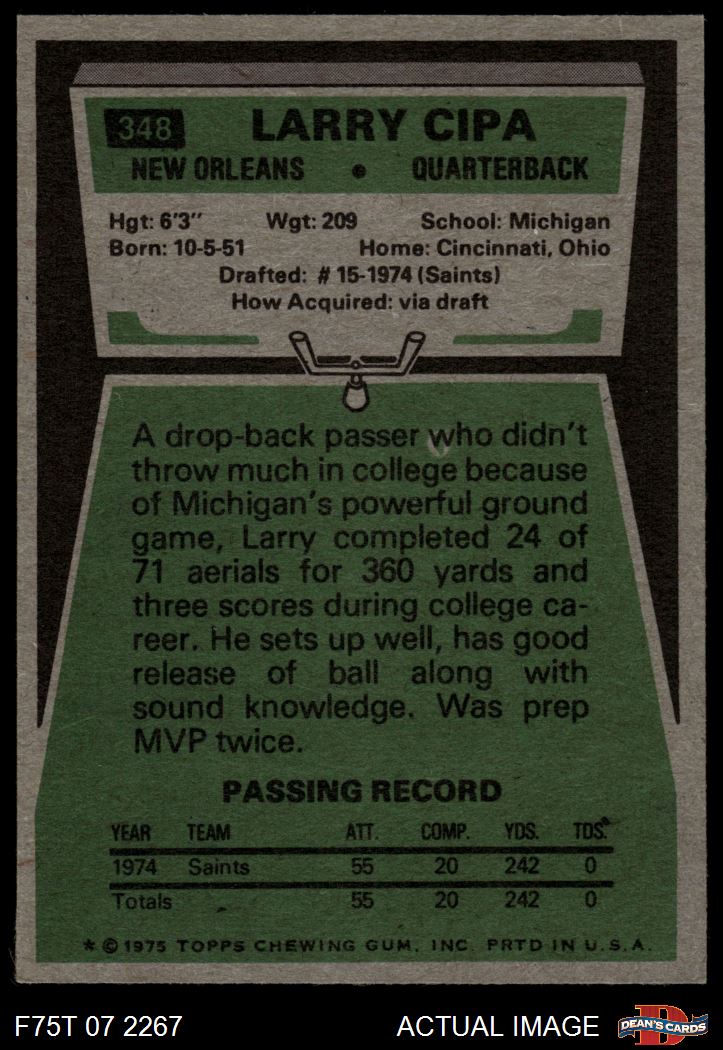 348 LARRY CIPA
NEW ORLEANS • QUARTERBACK
Hgt: 6'3" Wgt: 209 School: Michigan
Born: 10-5-51 Home: Cincinnati, Ohio
Drafted: # 15-1974 (Saints)
How Acquired: via draft
A drop-back passer who didn't
throw much in college because
of Michigan's powerful ground
game, Larry completed 24 of
71 aerials for 360 yards and
three scores during college ca-
reer. He sets up well, has good
release of ball along with
sound knowledge. Was prep
MVP twice.
PASSING RECORD
YEAR TEAM ATT. COMP. YDS. TDS.
1974 Saints 55 20 242 0
Totals 55 20 242 0
* © 1975 TOPPS CHEWING GUM, INC. PRTD IN U.S.A.
F75T 07 2267 ACTUAL IMAGE D DEAN'S CARDS